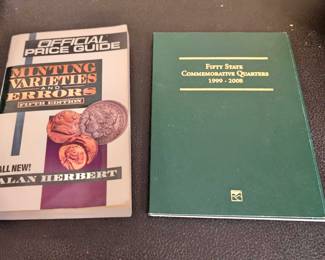 OFFICIAL
PRICE GUIDE
MINTING
VARIETIES
AND
ERRORS
FIFTH EDITION
ALL NEW!
ALAN HERBERT
FIFTY STATE
COMMEMORATIVE QUARTERS
1999 - 2008